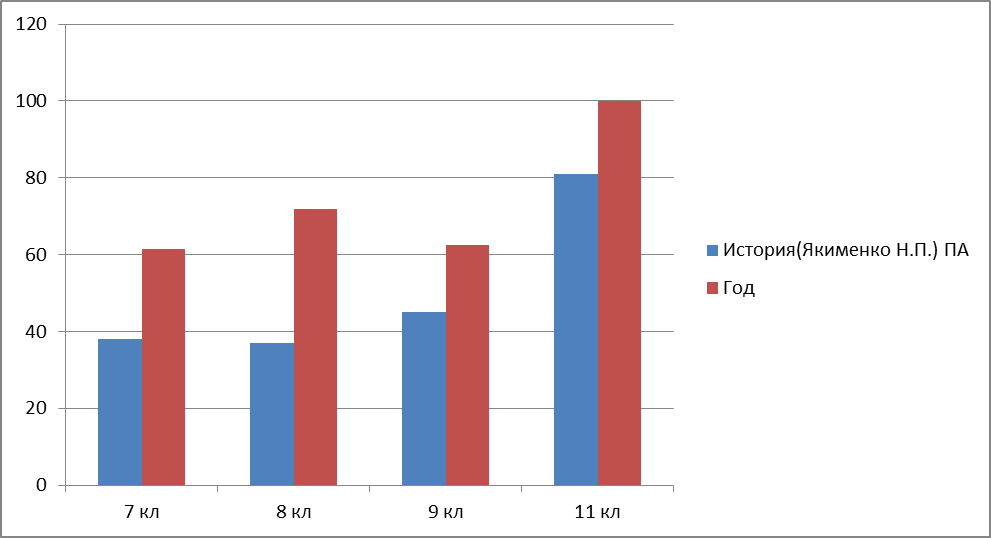 120
100
80
60
40
20
0
7 кл
8 кл
9 кл
11 кл
История(Якименко Н.П.) ПА
Год